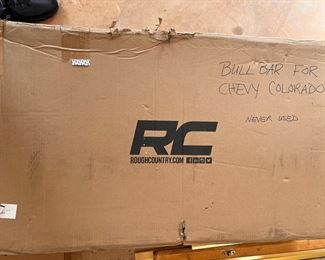 BULL BAR FOR
CHEVY COLORADO
NEVER USED
RC
ROUGHCOUNTRY.COM